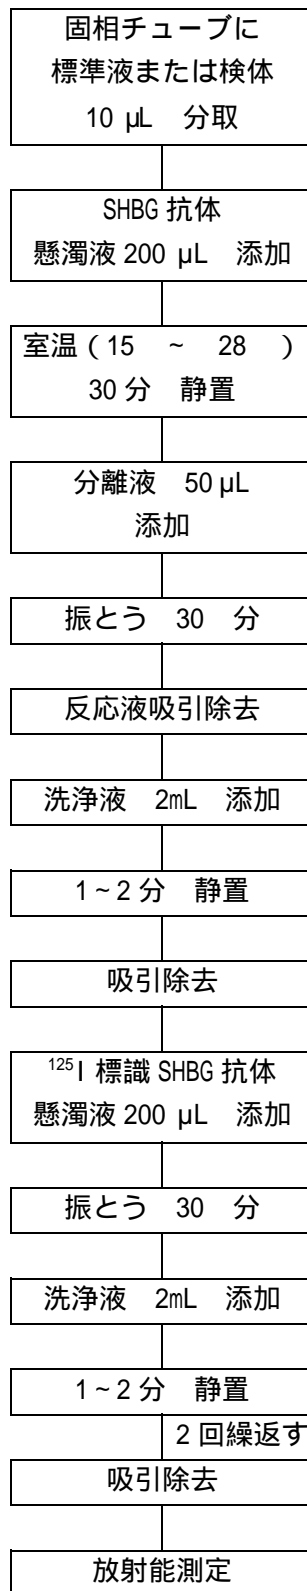 固相チューブに
標準液または検体
10 μL 分取
SHBG 抗体
懸濁液 200 μL 添加
室温（15 ~ 28 ）
30 分 静置
分離液 50 μL
添加
振とう 30 分
反応液吸引除去
洗浄液 2mL 添加
1 ~ 2 分 静置
吸引除去
¹²⁵I 標識 SHBG 抗体
懸濁液 200 μL 添加
振とう 30 分
洗浄液 2mL 添加
1 ~ 2 分 静置
2 回繰返す
吸引除去
放射能測定